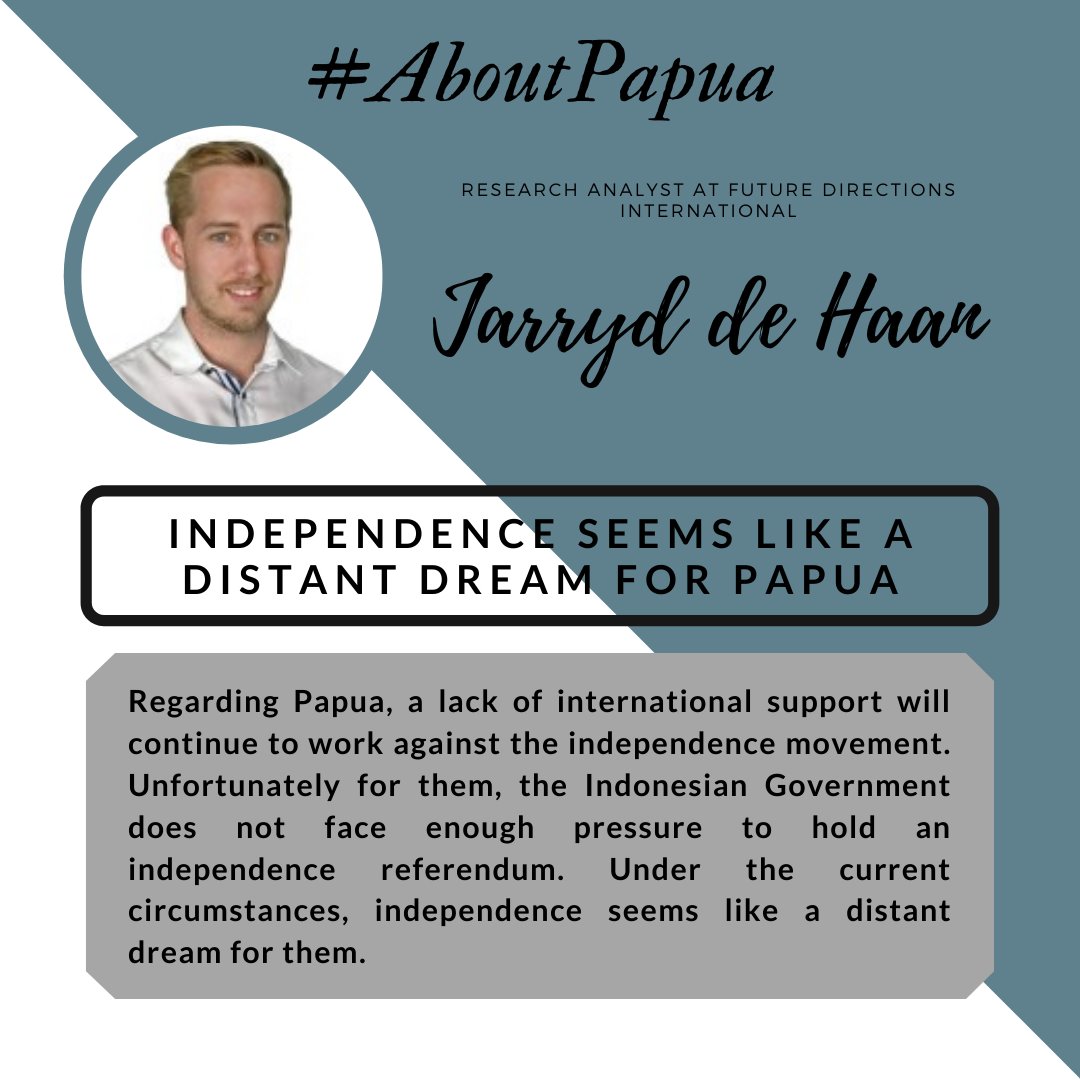 #AboutPapua
RESEARCH ANALYST AT FUTURE DIRECTIONS
INTERNATIONAL
Jarryd de Haan
INDEPENDENCE SEEMS LIKE A
DISTANT DREAM FOR PAPUA
Regarding Papua, a lack of international support will
continue to work against the independence movement.
Unfortunately for them, the Indonesian Government
does not face enough pressure to hold an
independence referendum. Under the current
circumstances, independence seems like a distant
dream for them.